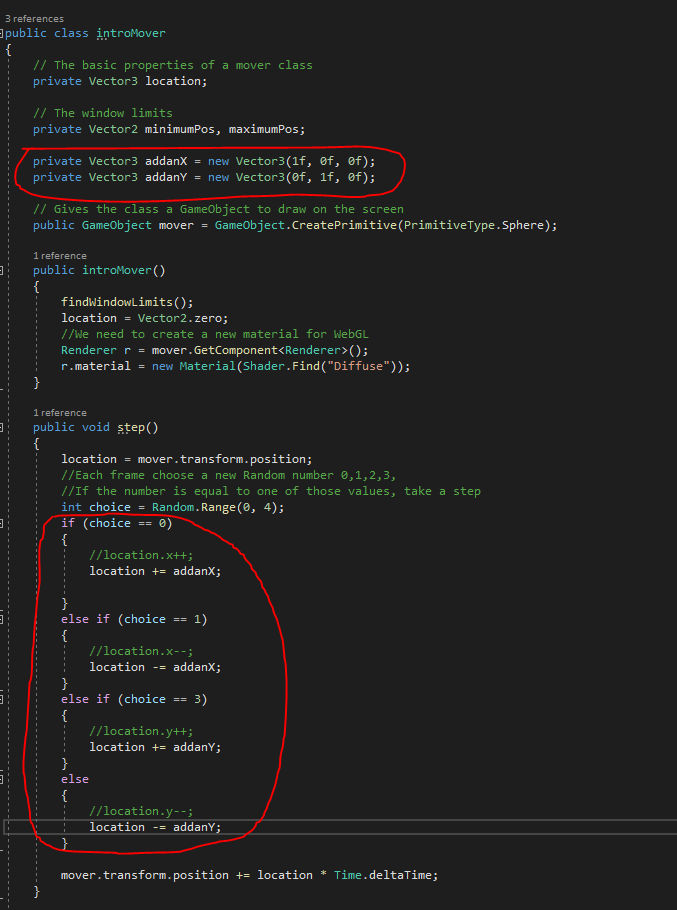 3 references
public class introMover
{
// The basic properties of a mover class
private Vector3 location;
// The window limits
private Vector2 minimumPos, maximumPos;
private Vector3 addanX = new Vector3(1f, 0f, 0f);
private Vector3 addanY = new Vector3(0f, 1f, 0f);
// Gives the class a GameObject to draw on the screen
public GameObject mover = GameObject.CreatePrimitive(PrimitiveType.Sphere);
1 reference
public introMover()
{
findWindowLimits();
location = Vector2.zero;
//We need to create a new material for WebGL
Renderer r = mover.GetComponent<Renderer>();
r.material = new Material(Shader.Find("Diffuse"));
}
1 reference
public void step()
{
location = mover.transform.position;
//Each frame choose a new Random number 0,1,2,3,
//If the number is equal to one of those values, take a step
int choice = Random.Range(0, 4);
if (choice == 0)
{
//location.x++;
location += addanX;
}
else if (choice == 1)
{
//location.x--;
location -= addanX;
}
else if (choice == 3)
{
//location.y++;
location += addanY;
}
else
{
//location.y--;
location -= addanY;
}
mover.transform.position += location * Time.deltaTime;
}